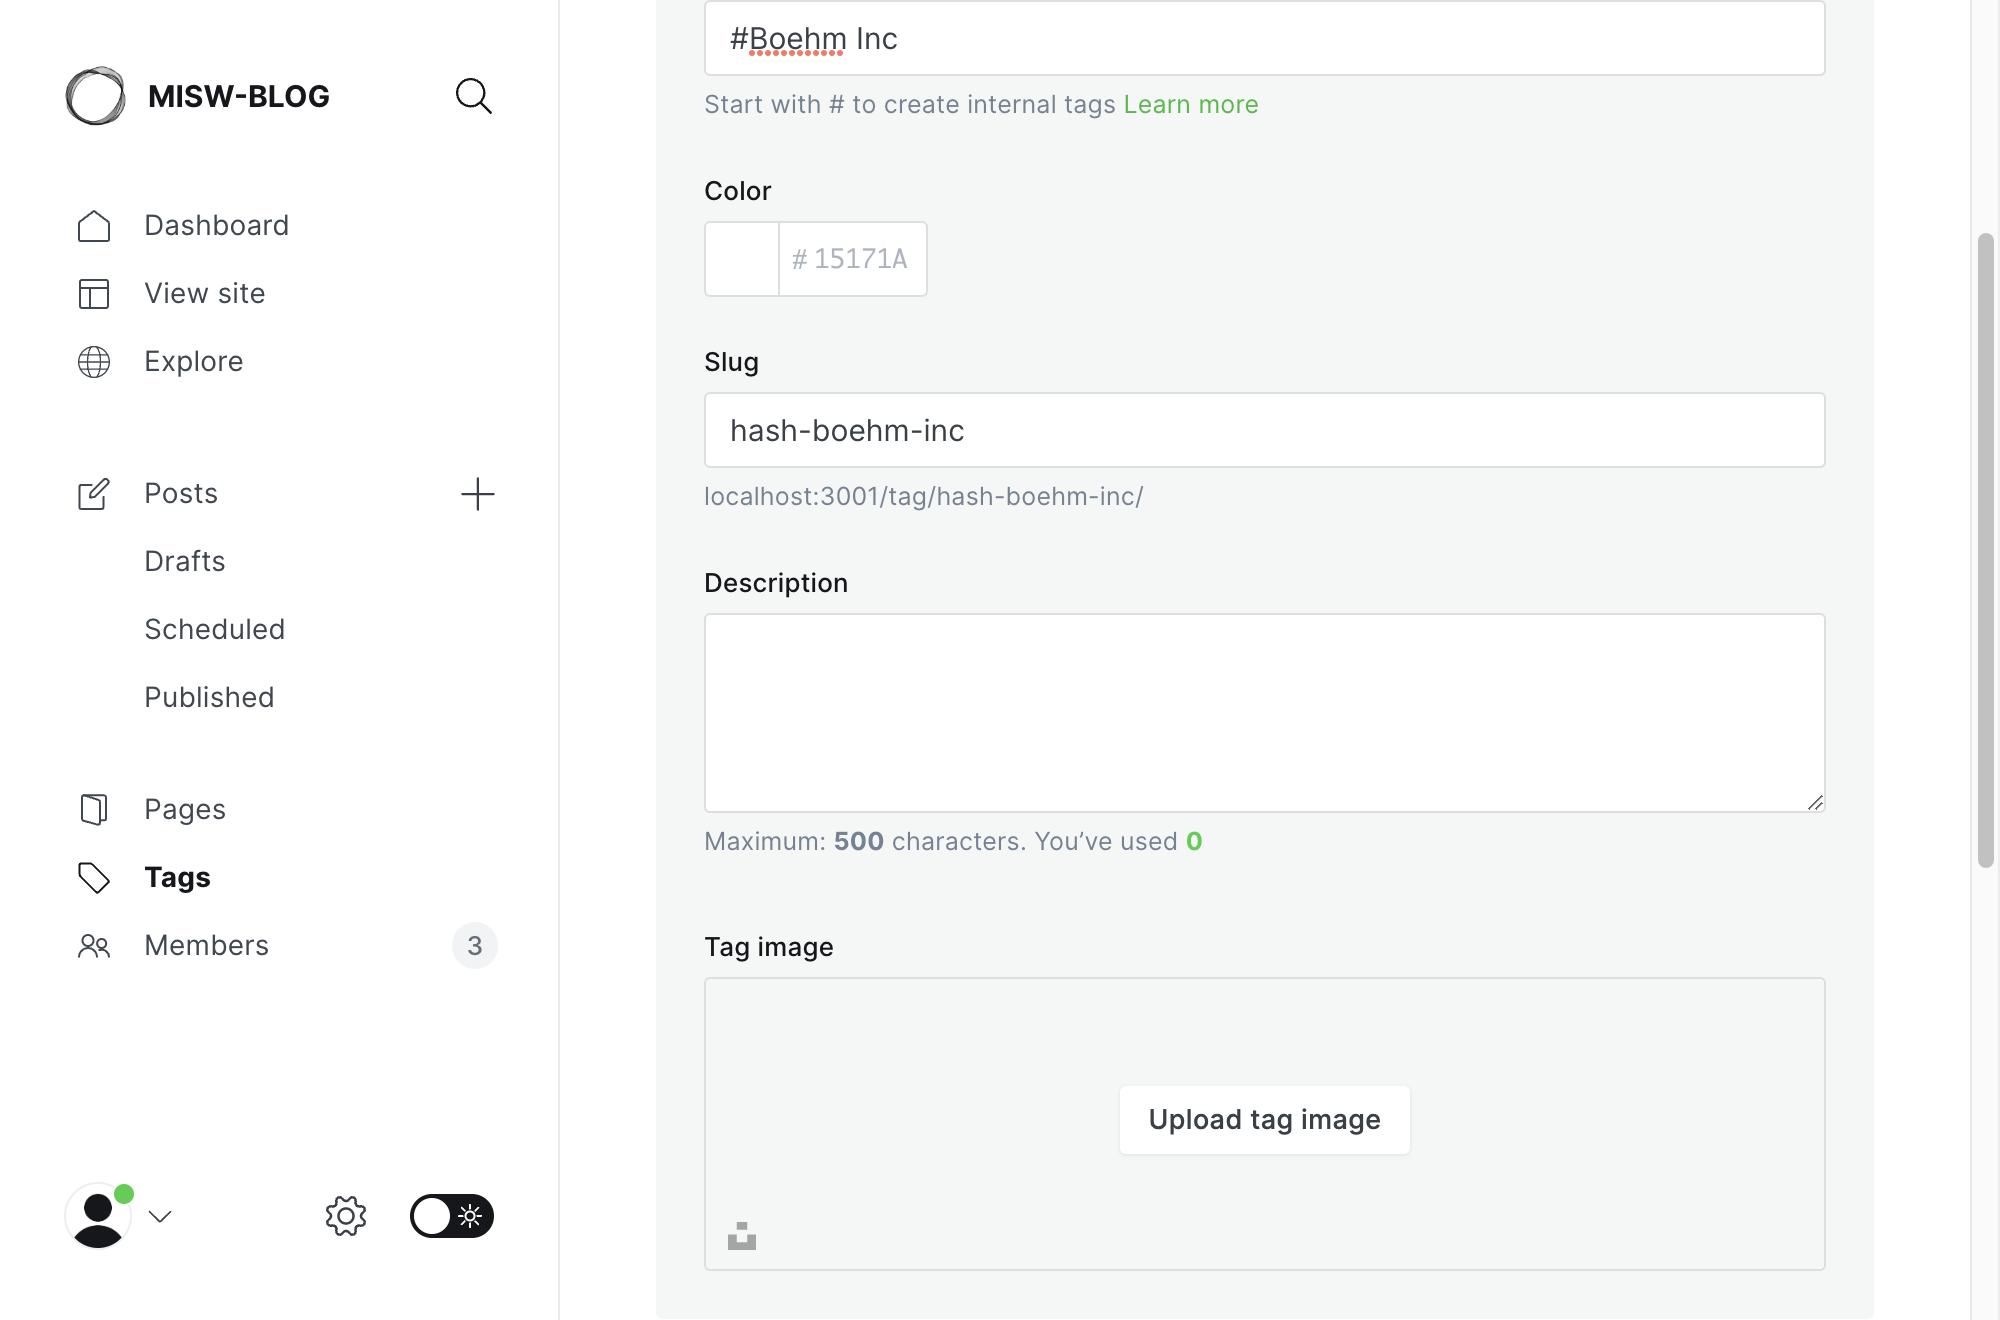 MISW-BLOG
Dashboard
View site
Explore
Posts
Drafts
Scheduled
Published
Pages
Tags
Members
3
#Boehm Inc
Start with # to create internal tags Learn more
Color
# 15171A
Slug
hash-boehm-inc
localhost:3001/tag/hash-boehm-inc/
Description
Maximum: 500 characters. You’ve used 0
Tag image
Upload tag image